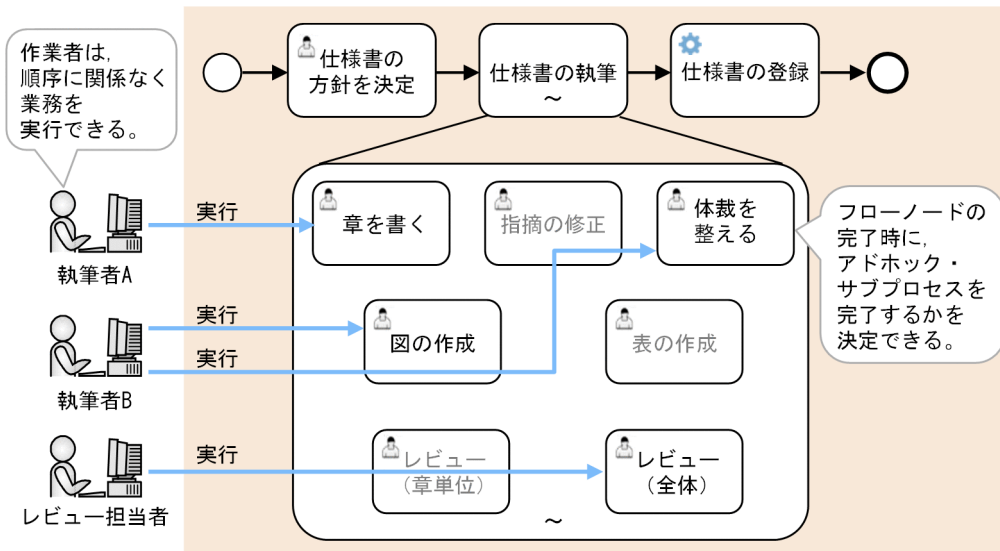 作業者は,
順序に関係なく
業務を
実行できる。
仕様書の
方針を決定
仕様書の執筆
~
仕様書の登録
実行
執筆者A
章を書く
指摘の修正
体裁を
整える
フローノードの
完了時に,
アドホック・
サブプロセスを
完了するかを
決定できる。
実行
実行
執筆者B
図の作成
表の作成
実行
レビュー担当者
レビュー
（章単位）
レビュー
（全体）
~